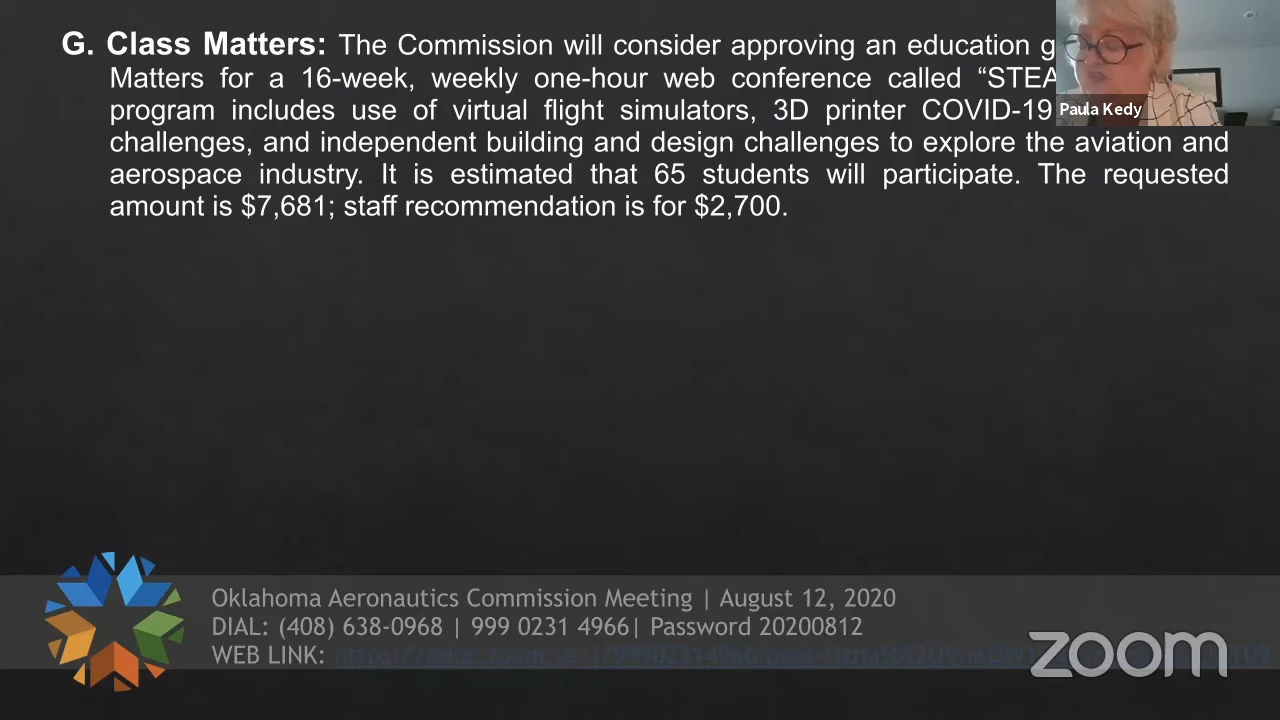 G. Class Matters: The Commission will consider approving an education
Matters for a 16-week, weekly one-hour web conference called
program includes use of virtual flight simulators, 3D printer COVID-19
Paula Kedy
challenges, and independent building and design challenges to explore the aviation and
aerospace industry. It is estimated that 65 students will participate. The requested
amount is $7,681; staff recommendation is for $2,700.
Oklahoma Aeronautics Commission Meeting | August 12, 2020
DIAL: (408) 638-0968 | 999 0231 4966| Password 20200812
WEB LINK:
zoom